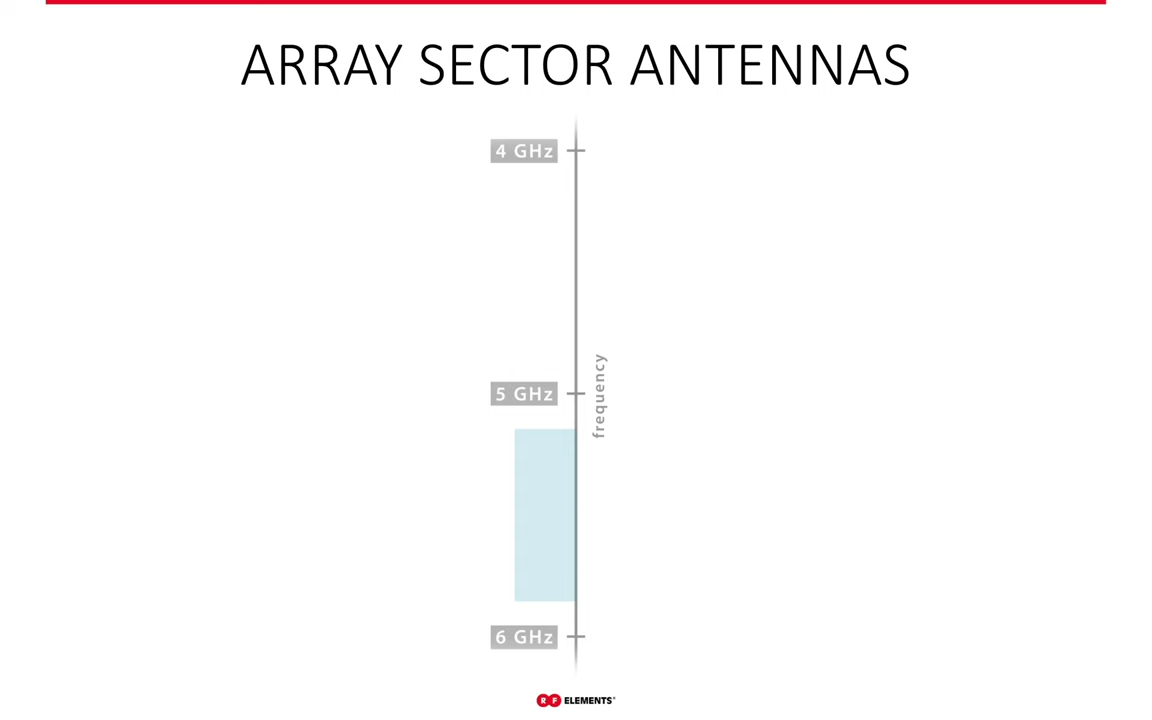 ARRAY SECTOR ANTENNAS
4 GHz
frequency
5 GHz
6 GHz
RF ELEMENTS®